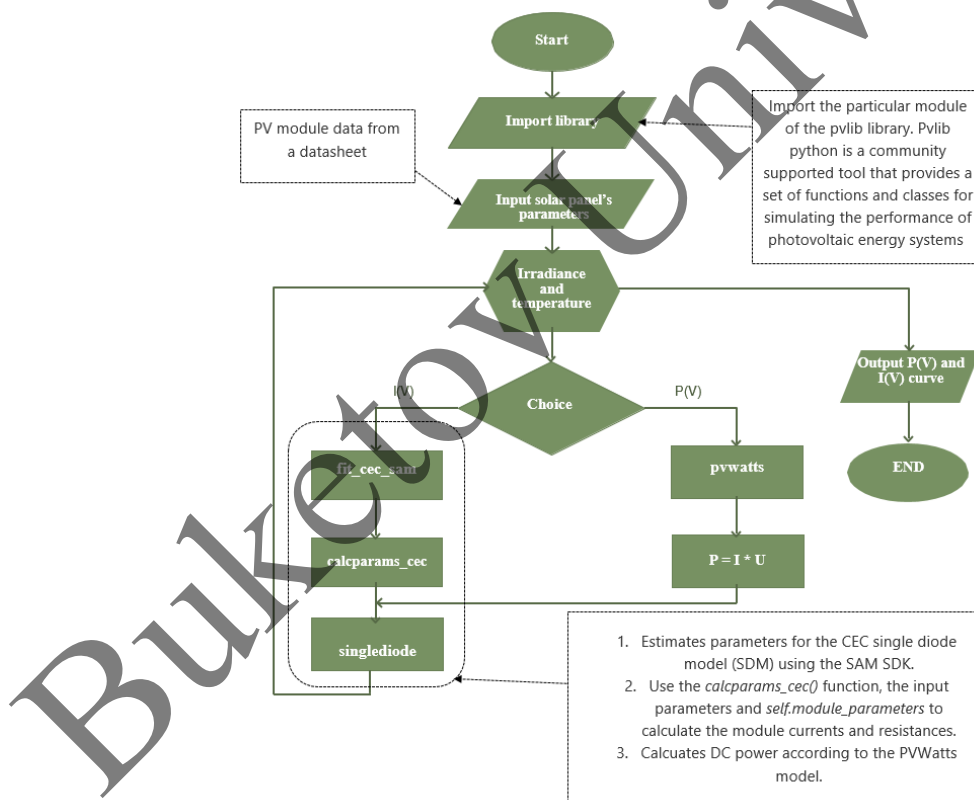 Start
Import library
PV module data from
a datasheet
Import the particular module
of the pvlib library. Pvlib
python is a community
supported tool that provides a
set of functions and classes for
simulating the performance of
photovoltaic energy systems
Input solar panel's
parameters
Irradiance
and
temperature
Output P(V) and
I(V) curve
END
Choice
I(V)
P(V)
fit_cec_sam
calcparams_cec
singlediode
pvwatts
P = I * U
1. Estimates parameters for the CEC single diode
model (SDM) using the SAM SDK.
2. Use the calcparams_cec() function, the input
parameters and self.module_parameters to
calculate the module currents and resistances.
3. Calcuates DC power according to the PVWatts
model.
Buketov Univ